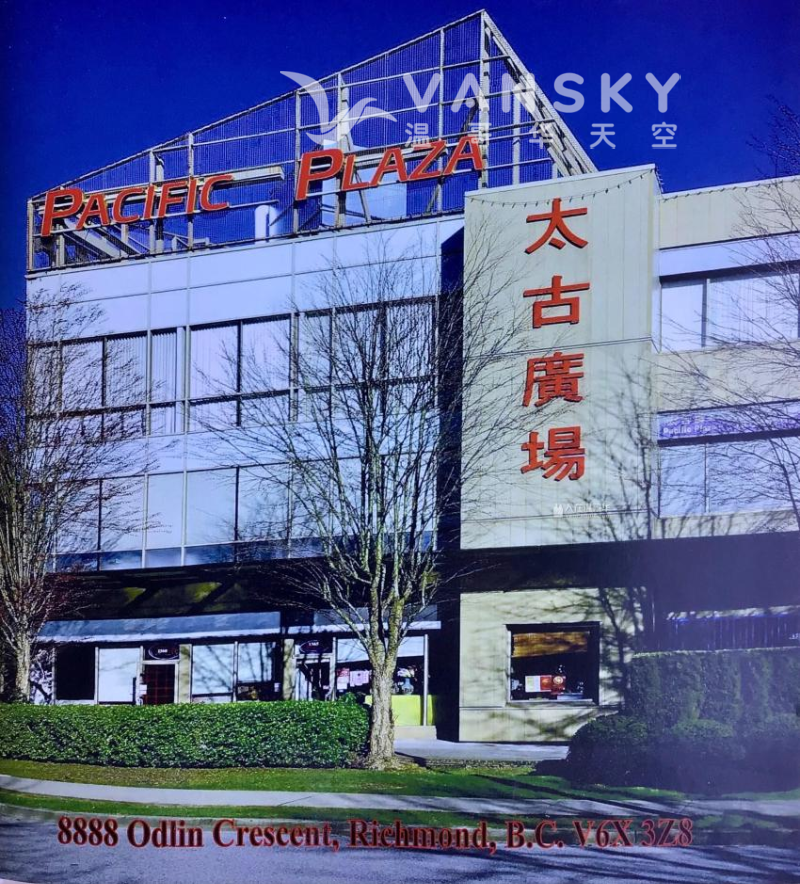 VANSKY
温哥华天空
PACIFIC PLAZA
太
古
廣
場
8888 Odlin Crescent, Richmond, B.C. V6X 3Z8